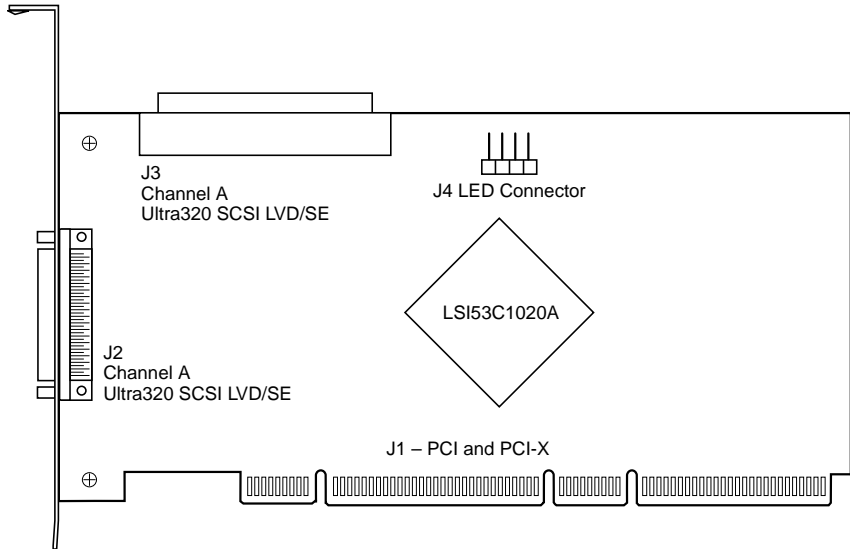 J3
Channel A
Ultra320 SCSI LVD/SE
J4 LED Connector
LSI53C1020A
J2
Channel A
Ultra320 SCSI LVD/SE
J1 – PCI and PCI-X